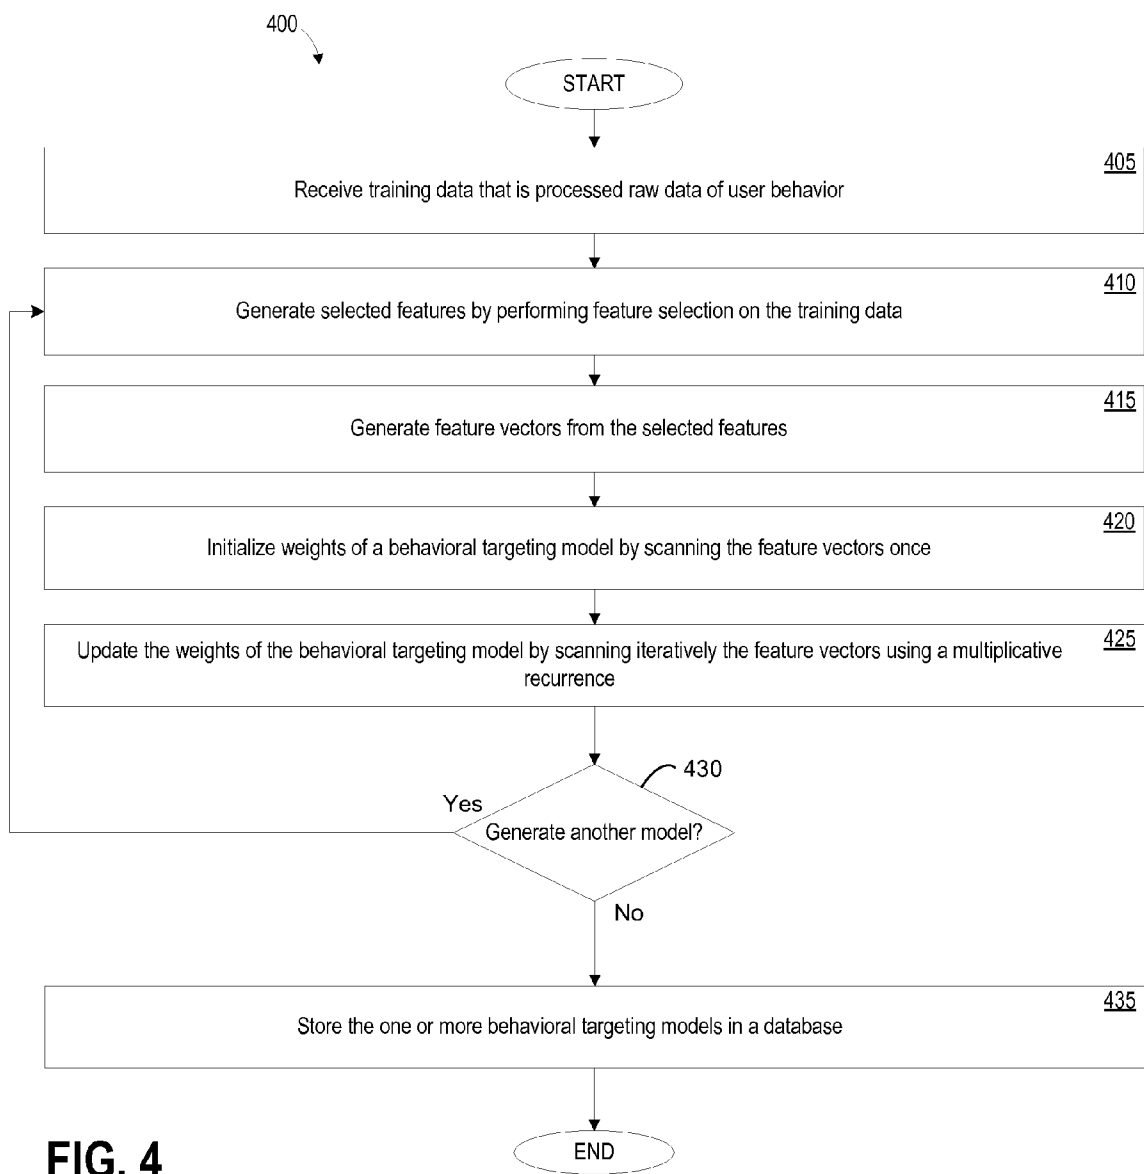 400
START
405
Receive training data that is processed raw data of user behavior
410
Generate selected features by performing feature selection on the training data
415
Generate feature vectors from the selected features
420
Initialize weights of a behavioral targeting model by scanning the feature vectors once
425
Update the weights of the behavioral targeting model by scanning iteratively the feature vectors using a multiplicative
recurrence
430
Yes
Generate another model?
No
435
Store the one or more behavioral targeting models in a database
END
FIG. 4